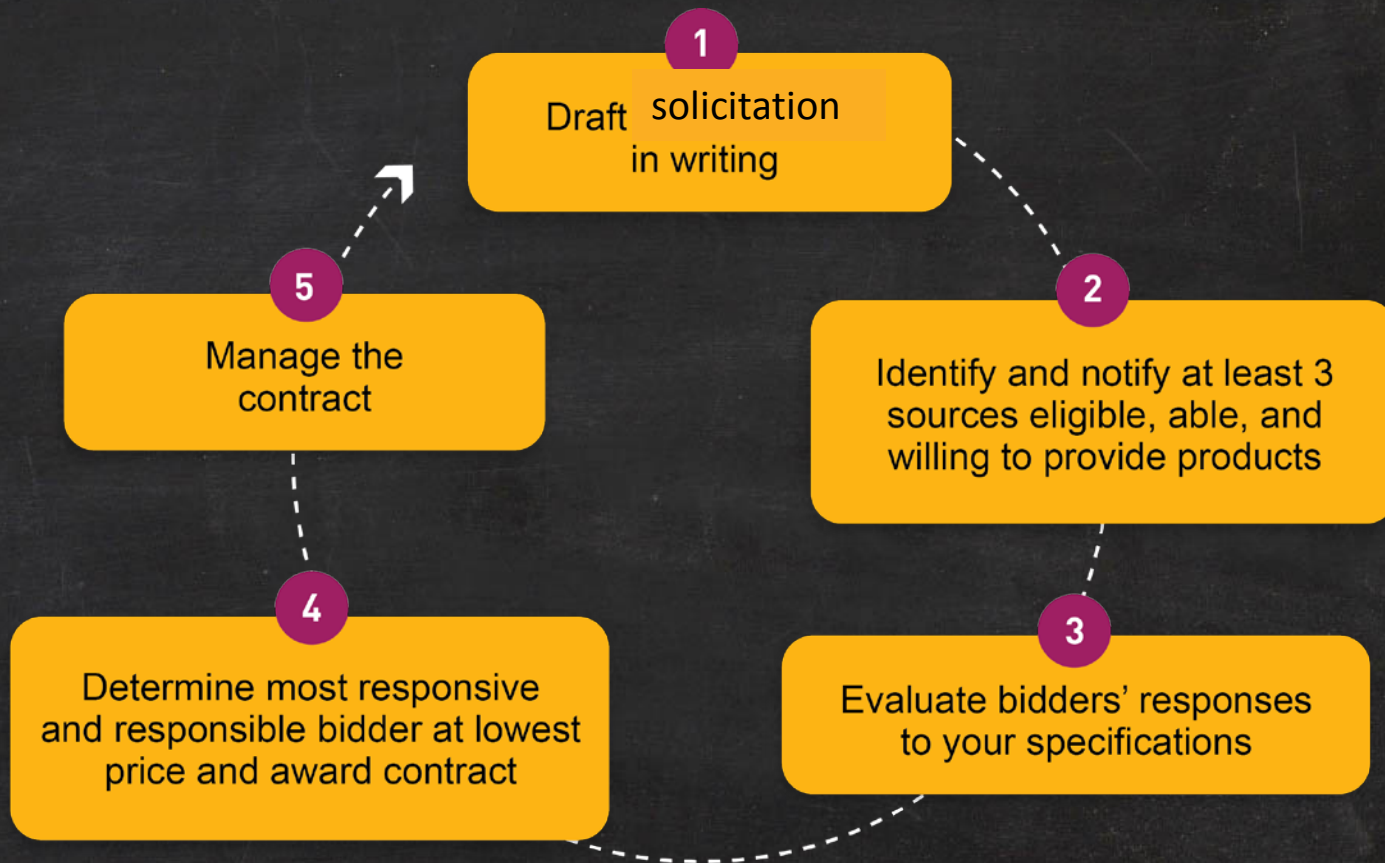 1
Draft solicitation
in writing
2
Identify and notify at least 3
sources eligible, able, and
willing to provide products
3
Evaluate bidders’ responses
to your specifications
4
Determine most responsive
and responsible bidder at lowest
price and award contract
5
Manage the
contract